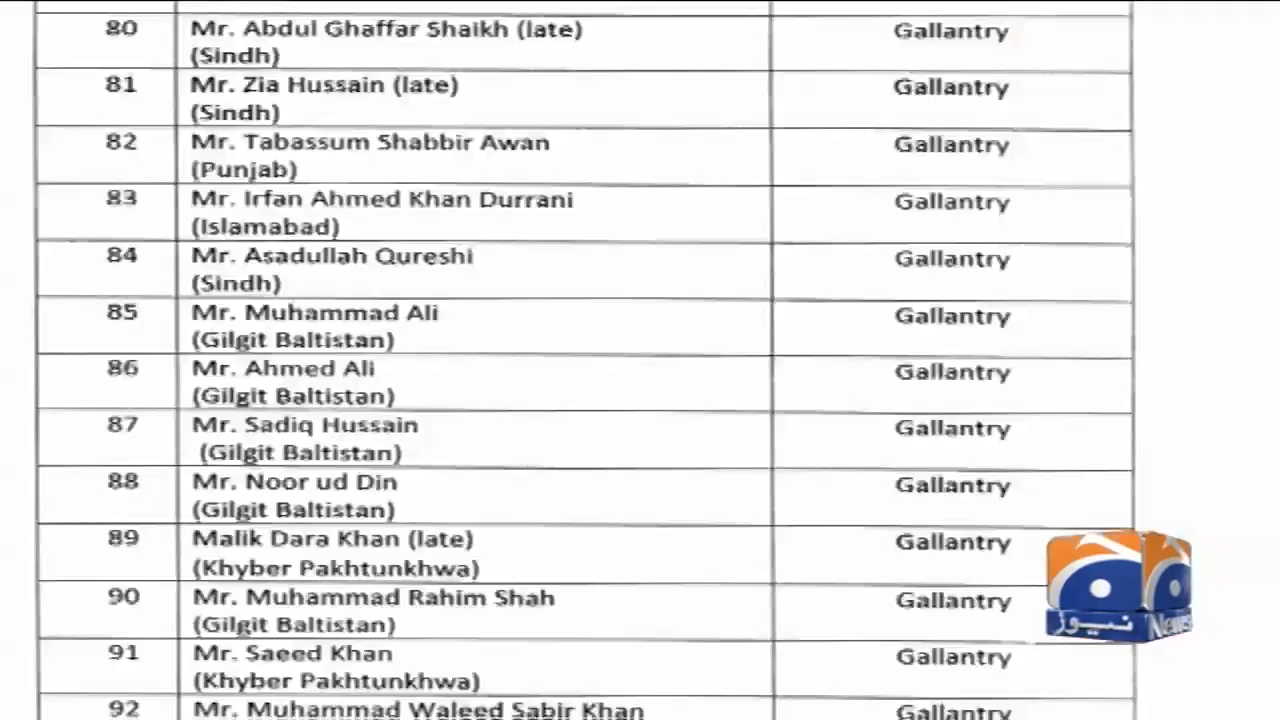 80 Mr. Abdul Ghaffar Shaikh (late) Gallantry
(Sindh)
81 Mr. Zia Hussain (late) Gallantry
(Sindh)
82 Mr. Tabassum Shabbir Awan Gallantry
(Punjab)
83 Mr. Irfan Ahmed Khan Durrani Gallantry
(Islamabad)
84 Mr. Asadullah Qureshi Gallantry
(Sindh)
85 Mr. Muhammad Ali Gallantry
(Gilgit Baltistan)
86 Mr. Ahmed Ali Gallantry
(Gilgit Baltistan)
87 Mr. Sadiq Hussain Gallantry
(Gilgit Baltistan)
88 Mr. Noor ud Din Gallantry
(Gilgit Baltistan)
89 Malik Dara Khan (late) Gallantry
(Khyber Pakhtunkhwa)
90 Mr. Muhammad Rahim Shah Gallantry
(Gilgit Baltistan)
91 Mr. Saeed Khan Gallantry
(Khyber Pakhtunkhwa)
92 Mr. Muhammad Waleed Sabir Khan Gallantry
نیوز News